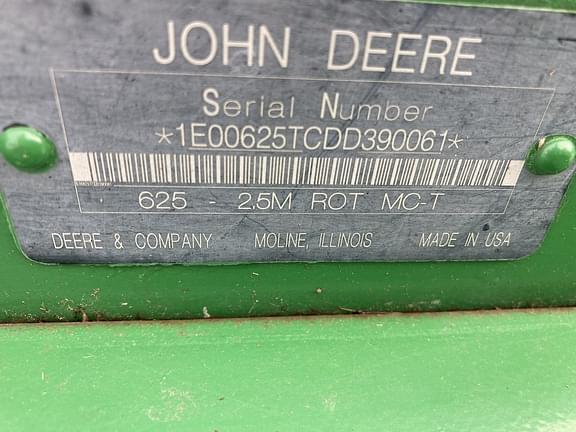 JOHN DEERE
Serial Number
*1E00625TCDD390061*
625 - 2.5M ROT MC-T
DEERE & COMPANY MOLINE, ILLINOIS MADE IN USA